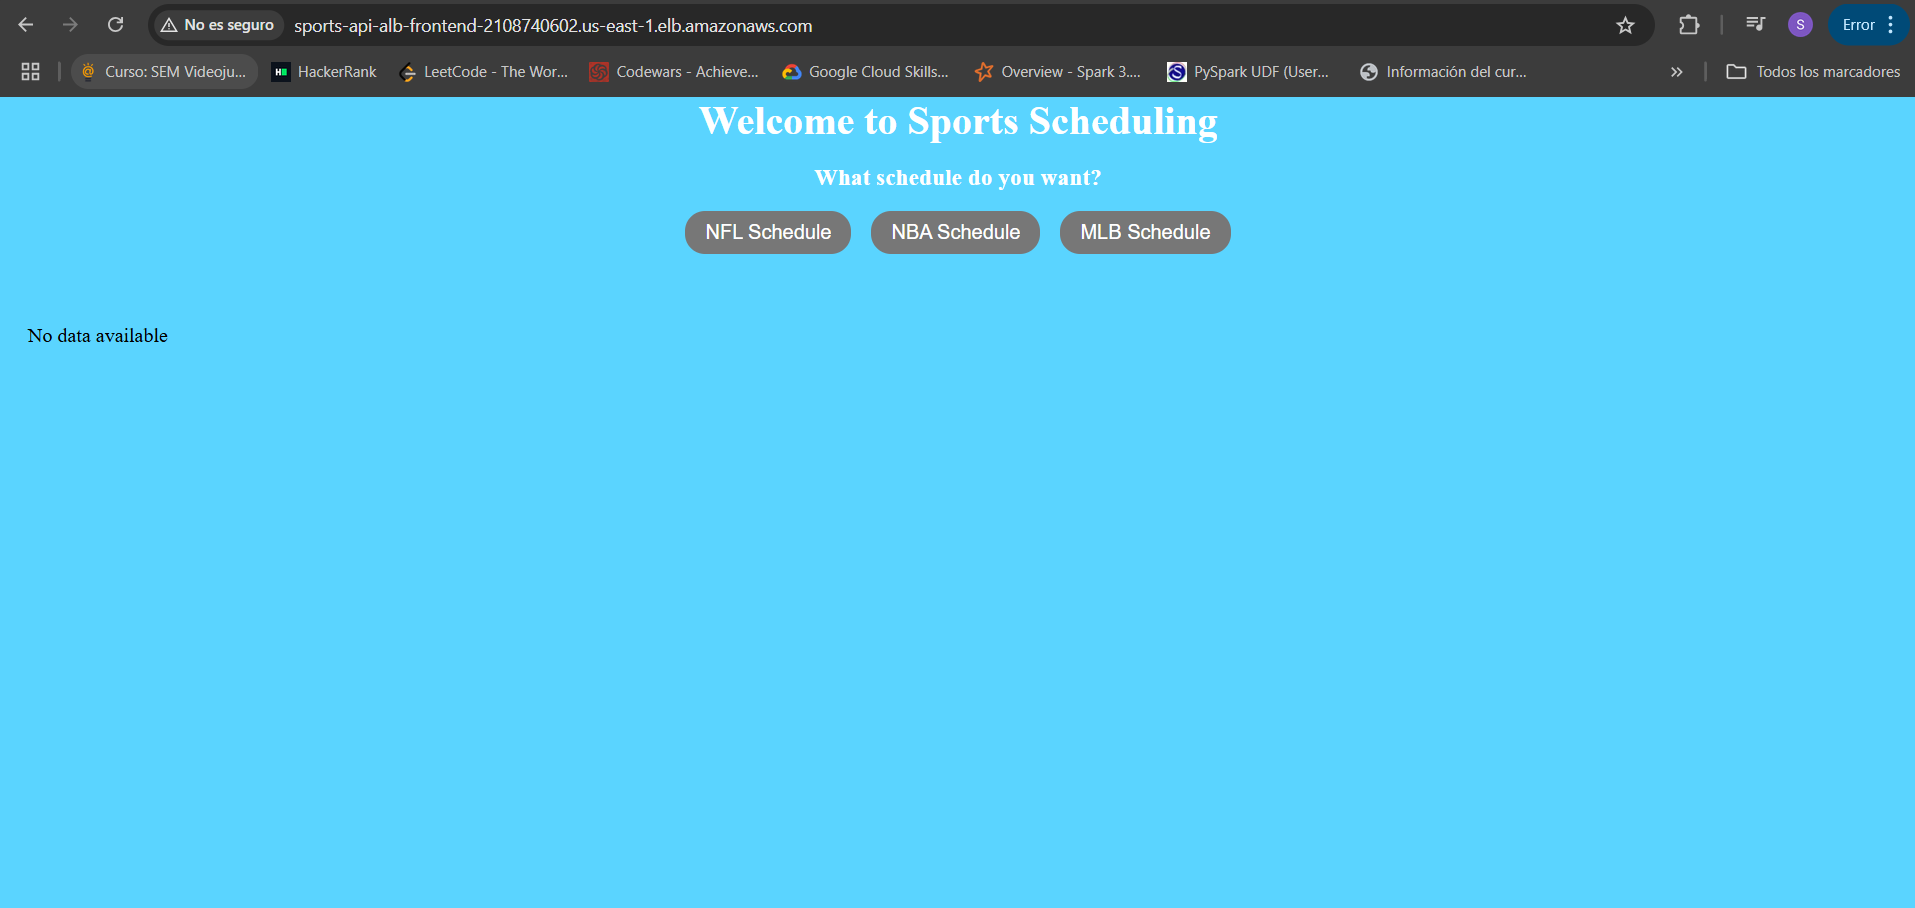 No es seguro
sports-api-alb-frontend-2108740602.us-east-1.elb.amazonaws.com
S
Error
Curso: SEM Videoju...
HackerRank
LeetCode - The Wor...
Codewars - Achieve...
Google Cloud Skills...
Overview - Spark 3....
PySpark UDF (User...
Información del cur...
»
Todos los marcadores
Welcome to Sports Scheduling
What schedule do you want?
NFL Schedule
NBA Schedule
MLB Schedule
No data available